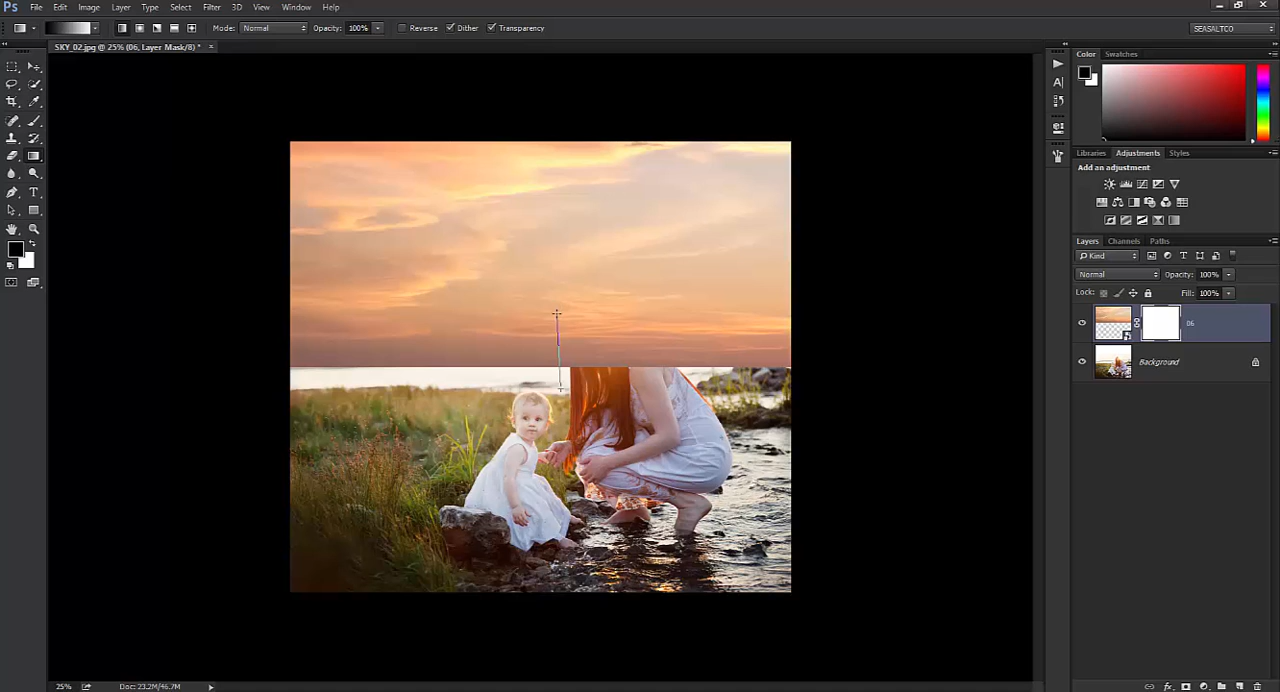 Ps File Edit Image Layer Type Select Filter 3D View Window Help
Mode: Normal Opacity: 100% Reverse Dither Transparency SEASALTCO
SKY_02.jpg @ 25% (06, Layer Mask/8) * ×
Color Swatches
Libraries Adjustments Styles
Add an adjustment
Layers Channels Paths
Kind
Normal Opacity: 100%
Lock: Fill: 100%
06
Background
25% Doc: 23.2M/46.7M